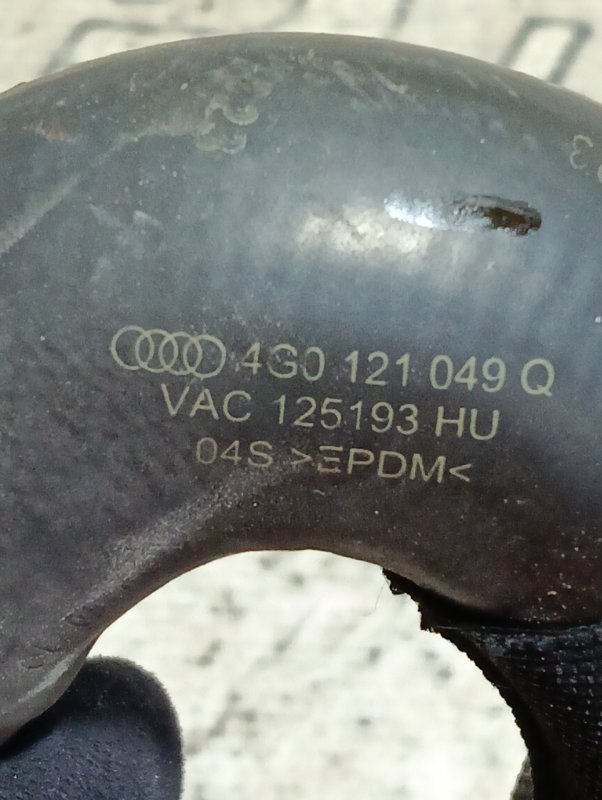 4G0 121 049 Q
VAC 125193 HU
04S >EPDM<